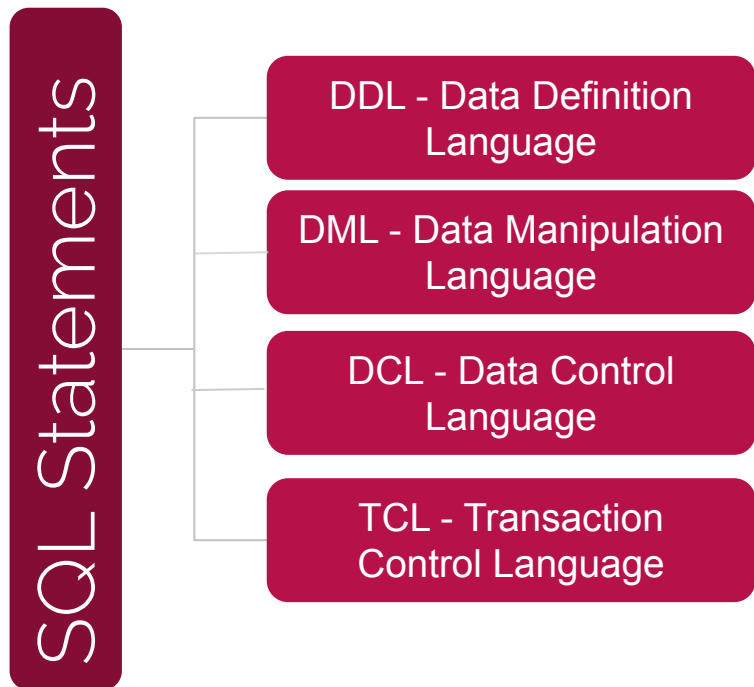 SQL Statements
DDL - Data Definition
Language
DML - Data Manipulation
Language
DCL - Data Control
Language
TCL - Transaction
Control Language